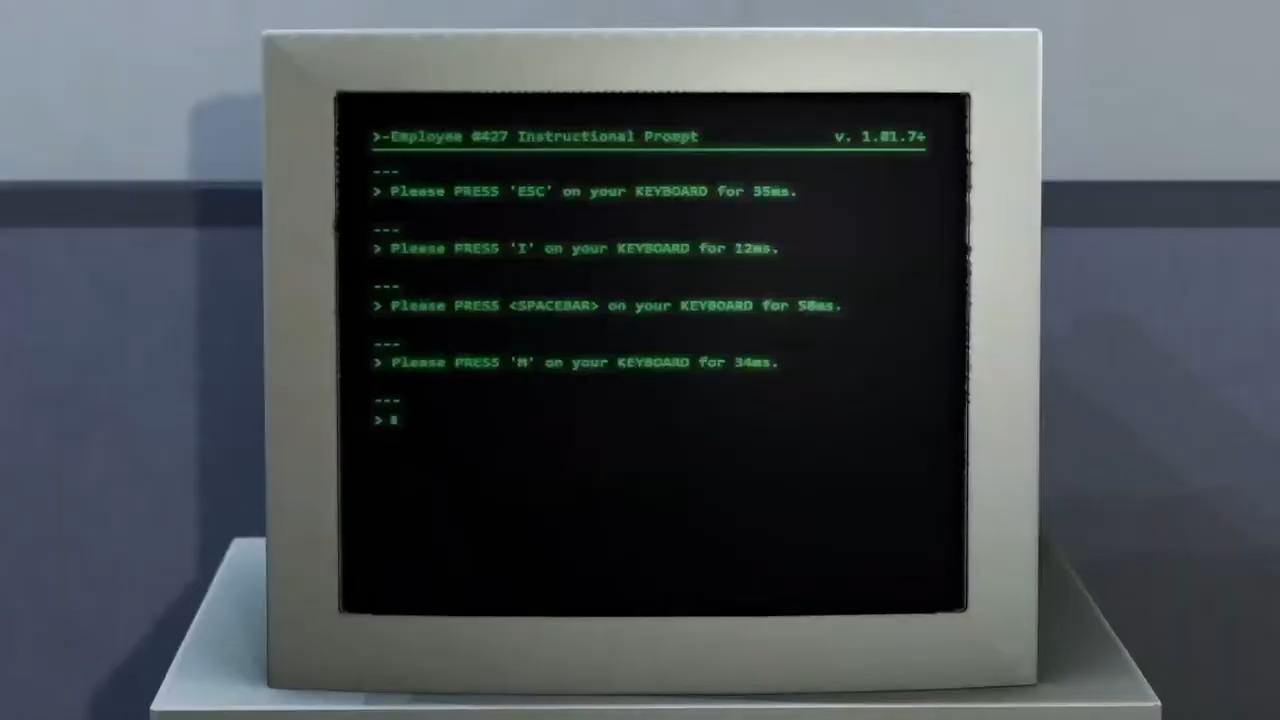 >-Employee #427 Instructional Prompt v. 1.01.7+
---
> Please PRESS 'ESC' on your KEYBOARD for 35ms.
---
> Please PRESS 'I' on your KEYBOARD for 12ms.
---
> Please PRESS <SPACEBAR> on your KEYBOARD for 58ms.
---
> Please PRESS 'M' on your KEYBOARD for 34ms.
---
>